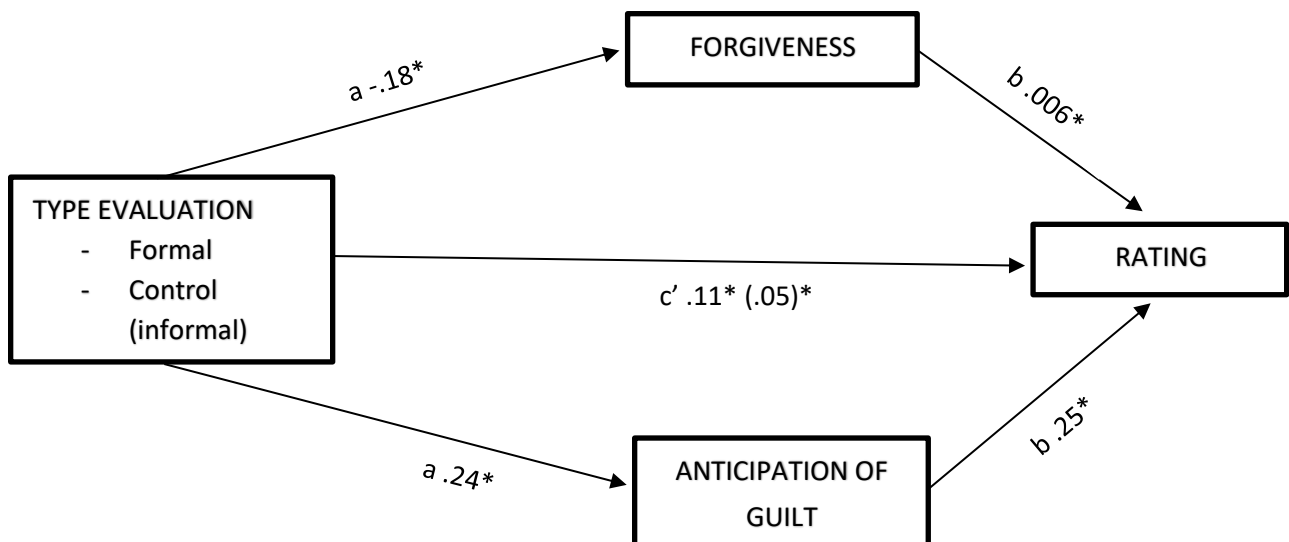 FORGIVENESS
a -.18*
b .006*
TYPE EVALUATION
- Formal
- Control
(informal)
RATING
c’ .11* (.05)*
a .24*
b .25*
ANTICIPATION OF
GUILT